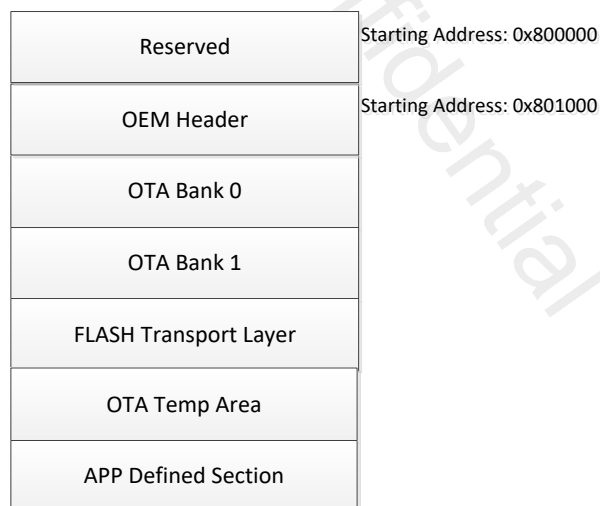 Reserved
Starting Address: 0x800000
OEM Header
Starting Address: 0x801000
OTA Bank 0
OTA Bank 1
FLASH Transport Layer
OTA Temp Area
APP Defined Section